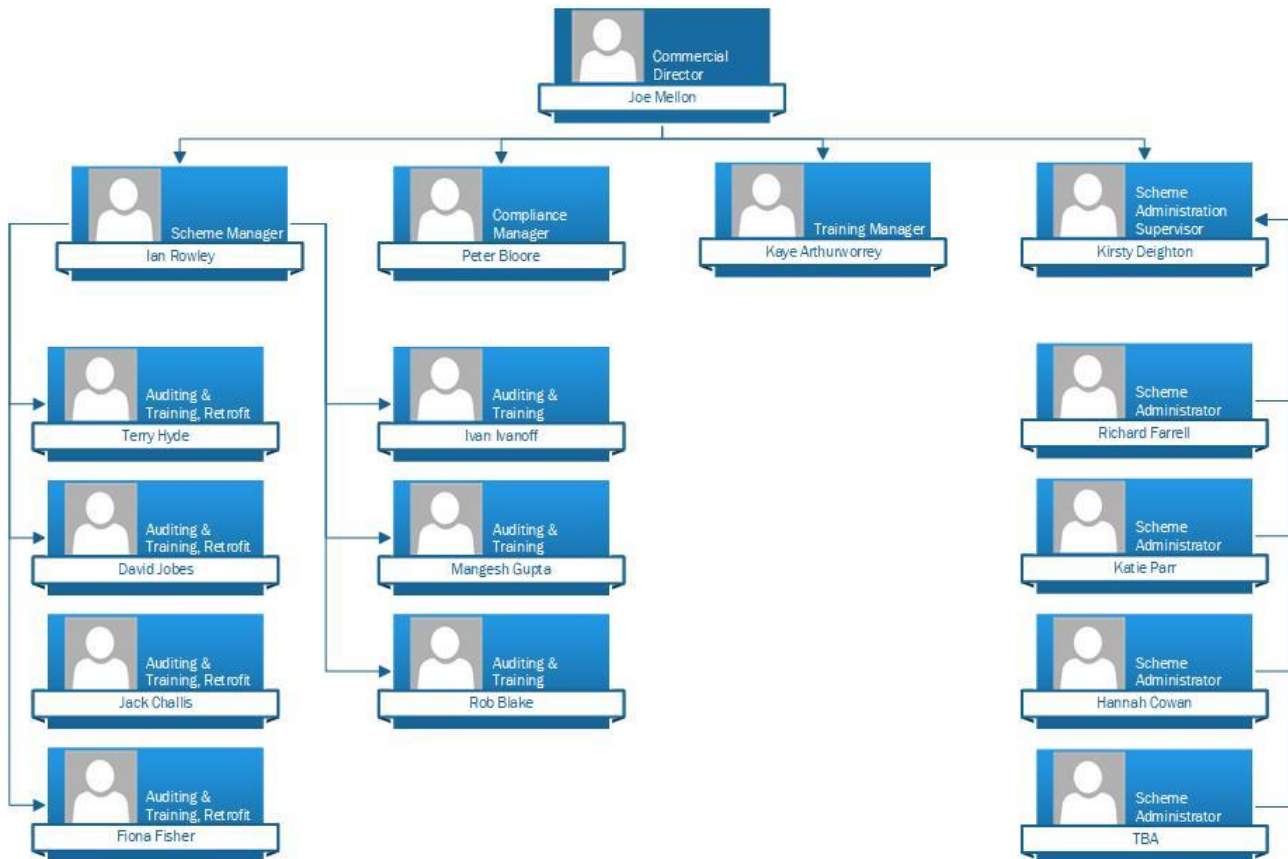 Commercial
Director
Joe Mellon
Scheme Manager
Ian Rowley
Compliance
Manager
Peter Bloore
Training Manager
Kaye Arthurworrey
Scheme
Administration
Supervisor
Kirsty Deighton
Auditing &
Training, Retrofit
Terry Hyde
Auditing &
Training
Ivan Ivanoff
Scheme
Administrator
Richard Farrell
Auditing &
Training, Retrofit
David Jobes
Auditing &
Training
Mangesh Gupta
Scheme
Administrator
Katie Parr
Auditing &
Training, Retrofit
Jack Challis
Auditing &
Training
Rob Blake
Scheme
Administrator
Hannah Cowan
Auditing &
Training, Retrofit
Fiona Fisher
Scheme
Administrator
TBA